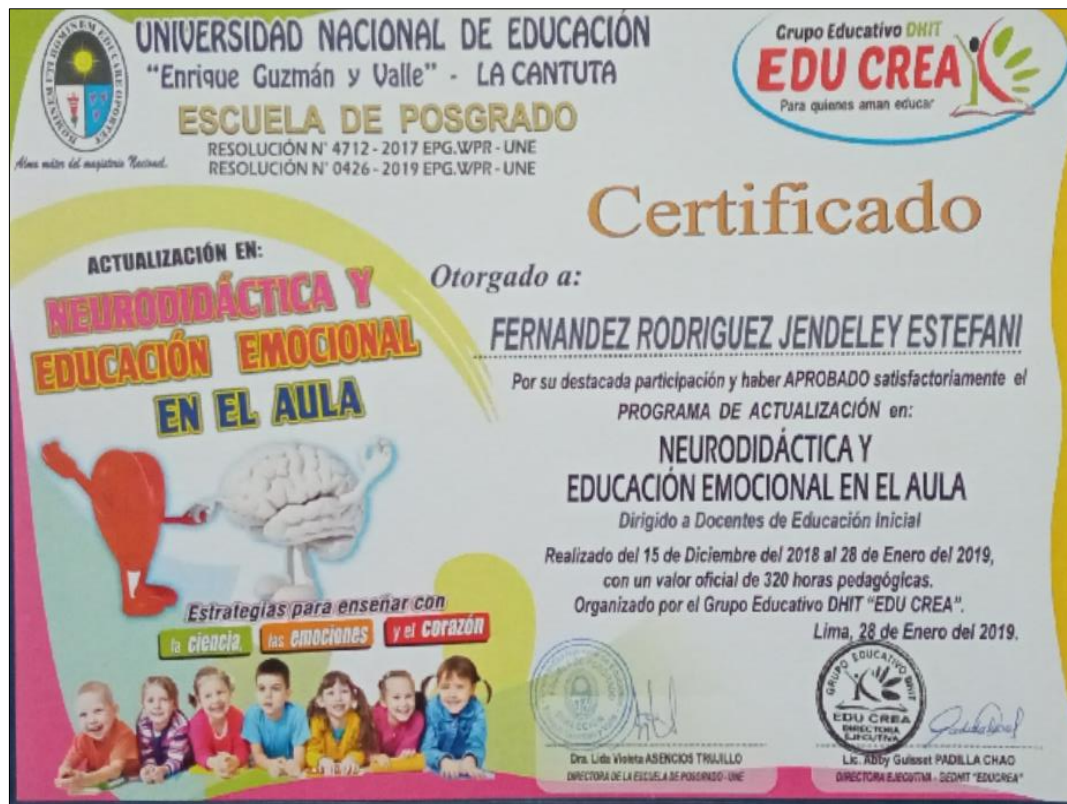 UNIVERSIDAD NACIONAL DE EDUCACIÓN
“Enrique Guzmán y Valle” - LA CANTUTA
ESCUELA DE POSGRADO
RESOLUCIÓN N° 4712 - 2017 EPG.WPR - UNE
RESOLUCIÓN N° 0426 - 2019 EPG.WPR - UNE
HOMINEM ETI HOMINEM EDUCARE OPORTET
Alma máter del magisterio Nacional.
Grupo Educativo DHIT
EDU CREA
Para quienes aman educar
Certificado
Otorgado a:
FERNANDEZ RODRIGUEZ JENDELEY ESTEFANI
Por su destacada participación y haber APROBADO satisfactoriamente el
PROGRAMA DE ACTUALIZACIÓN en:
NEURODIDÁCTICA Y
EDUCACIÓN EMOCIONAL EN EL AULA
Dirigido a Docentes de Educación Inicial
Realizado del 15 de Diciembre del 2018 al 28 de Enero del 2019,
con un valor oficial de 320 horas pedagógicas.
Organizado por el Grupo Educativo DHIT “EDU CREA”.
Lima, 28 de Enero del 2019.
ACTUALIZACIÓN EN:
NEURODIDÁCTICA Y
EDUCACIÓN EMOCIONAL
EN EL AULA
Estrategias para enseñar con
la ciencia, las emociones y el corazón
Dra. Lida Violeta ASENCIOS TRUJILLO
DIRECTORA DE LA ESCUELA DE POSGRADO - UNE
GRUPO EDUCATIVO DHIT
EDU CREA
DIRECTORA
EJECUTIVA
Lic. Abby Guisset PADILLA CHAO
DIRECTORA EJECUTIVA - GEDHIT “EDUCREA”